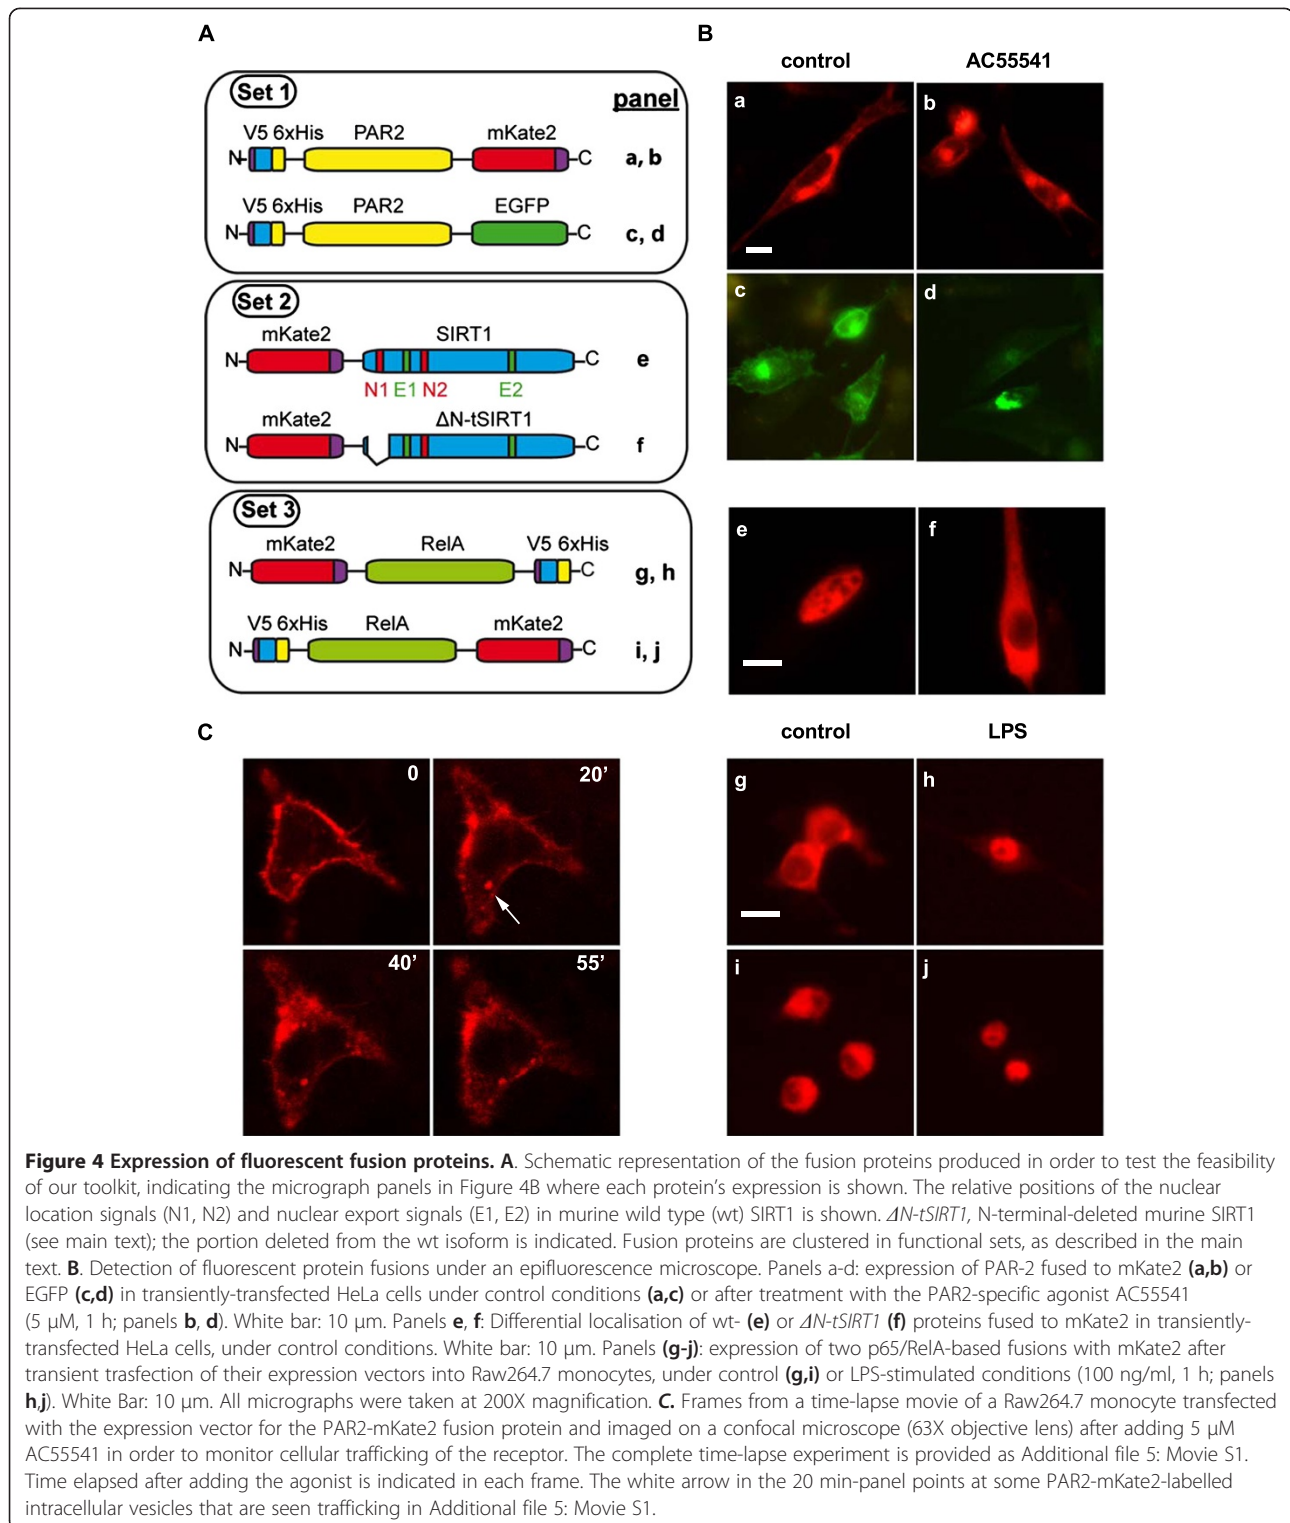 A
Set 1
panel
V5 6xHis PAR2 mKate2
N C a, b
V5 6xHis PAR2 EGFP
N C c, d
Set 2
mKate2 SIRT1
N C e
N1 E1 N2 E2
mKate2 ΔN-tSIRT1
N C f
Set 3
mKate2 RelA V5 6xHis
N C g, h
V5 6xHis RelA mKate2
N C i, j
B
control AC55541
a b
c d
e f
control LPS
g h
i j
C
0 20'
40' 55'
Figure 4 Expression of fluorescent fusion proteins. A. Schematic representation of the fusion proteins produced in order to test the feasibility
of our toolkit, indicating the micrograph panels in Figure 4B where each protein's expression is shown. The relative positions of the nuclear
location signals (N1, N2) and nuclear export signals (E1, E2) in murine wild type (wt) SIRT1 is shown. ΔN-tSIRT1, N-terminal-deleted murine SIRT1
(see main text); the portion deleted from the wt isoform is indicated. Fusion proteins are clustered in functional sets, as described in the main
text. B. Detection of fluorescent protein fusions under an epifluorescence microscope. Panels a-d: expression of PAR-2 fused to mKate2 (a,b) or
EGFP (c,d) in transiently-transfected HeLa cells under control conditions (a,c) or after treatment with the PAR2-specific agonist AC55541
(5 μM, 1 h; panels b, d). White bar: 10 μm. Panels e, f: Differential localisation of wt- (e) or ΔN-tSIRT1 (f) proteins fused to mKate2 in transiently-
transfected HeLa cells, under control conditions. White bar: 10 μm. Panels (g-j): expression of two p65/RelA-based fusions with mKate2 after
transient trasfection of their expression vectors into Raw264.7 monocytes, under control (g,i) or LPS-stimulated conditions (100 ng/ml, 1 h; panels
h,j). White Bar: 10 μm. All micrographs were taken at 200X magnification. C. Frames from a time-lapse movie of a Raw264.7 monocyte transfected
with the expression vector for the PAR2-mKate2 fusion protein and imaged on a confocal microscope (63X objective lens) after adding 5 μM
AC55541 in order to monitor cellular trafficking of the receptor. The complete time-lapse experiment is provided as Additional file 5: Movie S1.
Time elapsed after adding the agonist is indicated in each frame. The white arrow in the 20 min-panel points at some PAR2-mKate2-labelled
intracellular vesicles that are seen trafficking in Additional file 5: Movie S1.